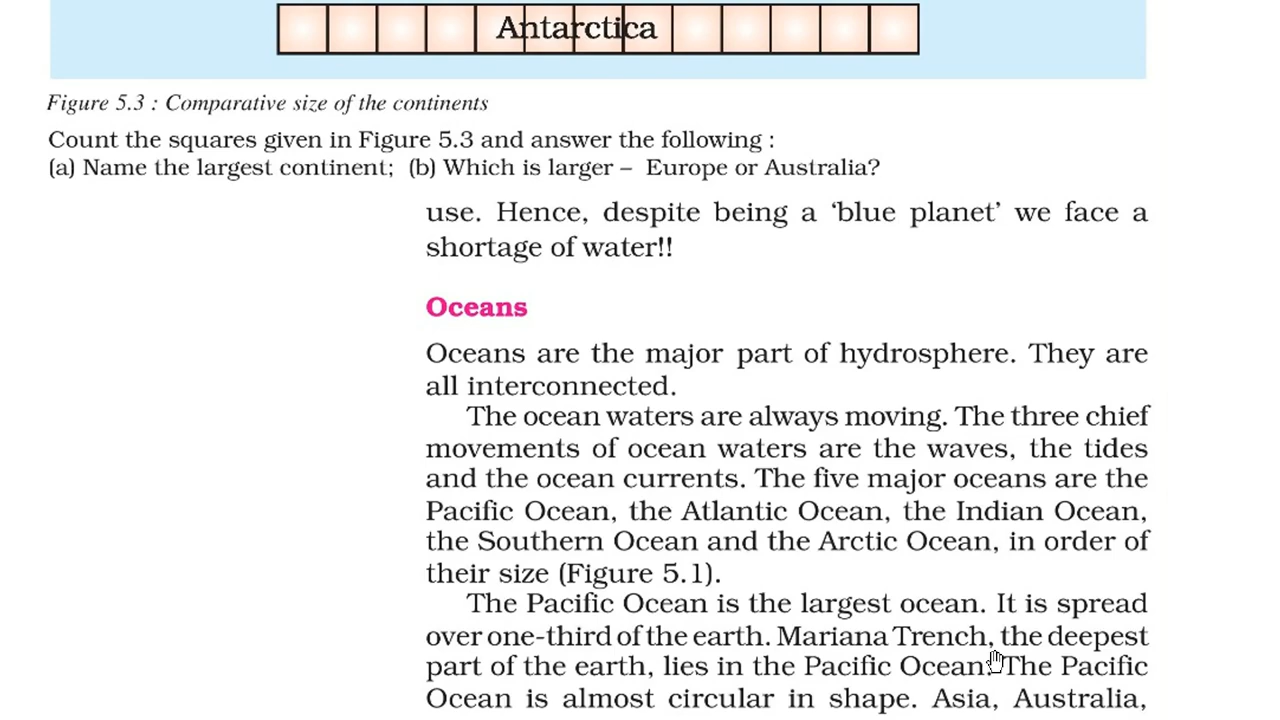 Antarctica
Figure 5.3 : Comparative size of the continents
Count the squares given in Figure 5.3 and answer the following :
(a) Name the largest continent; (b) Which is larger – Europe or Australia?
use. Hence, despite being a ‘blue planet’ we face a
shortage of water!!
Oceans
Oceans are the major part of hydrosphere. They are
all interconnected.
The ocean waters are always moving. The three chief
movements of ocean waters are the waves, the tides
and the ocean currents. The five major oceans are the
Pacific Ocean, the Atlantic Ocean, the Indian Ocean,
the Southern Ocean and the Arctic Ocean, in order of
their size (Figure 5.1).
The Pacific Ocean is the largest ocean. It is spread
over one-third of the earth. Mariana Trench, the deepest
part of the earth, lies in the Pacific Ocean. The Pacific
Ocean is almost circular in shape. Asia, Australia,